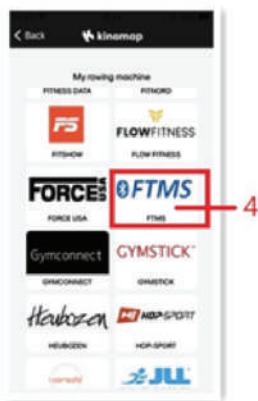 < Back kinomap
My rowing machine
FITNESS DATA FITNORD
FS FLOWFITNESS
FITSHOW FLOW FITNESS
FORCE FTMS 4
FORCE USA FTMS
Gymconnect GYMSTICK
GYMCONNECT GYMSTICK
Heubozen HOP-SPORT
HEUBOZEN HOP-SPORT
JLL